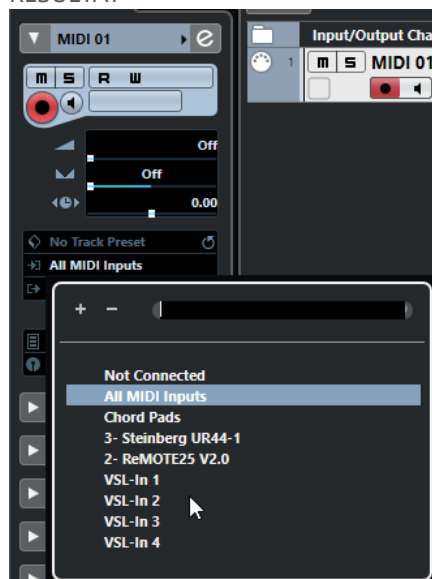 RESULTAT
MIDI 01
Input/Output Cha
m S R W
1 m S MIDI 01
Off
Off
0.00
No Track Preset
All MIDI Inputs
+ -
Not Connected
All MIDI Inputs
Chord Pads
3- Steinberg UR44-1
2- ReMOTE25 V2.0
VSL-In 1
VSL-In 2
VSL-In 3
VSL-In 4